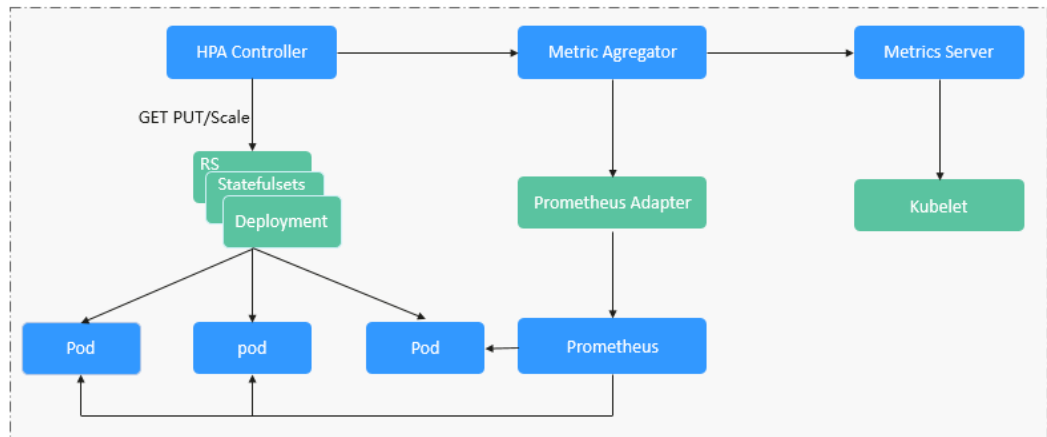 HPA Controller
Metric Agregator
Metrics Server
GET PUT/Scale
RS
Statefulsets
Deployment
Prometheus Adapter
Kubelet
Pod
pod
Pod
Prometheus